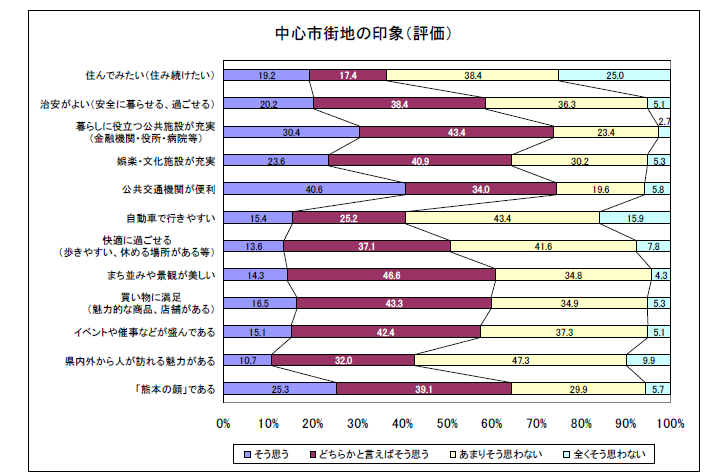 中心市街地の印象（評価）
住んでみたい（住み続けたい） 19.2 17.4 38.4 25.0
治安がよい（安全に暮らせる、過ごせる） 20.2 38.4 36.3 5.1
暮らしに役立つ公共施設が充実
（金融機関・役所・病院等） 30.4 43.4 23.4 2.7
娯楽・文化施設が充実 23.6 40.9 30.2 5.3
公共交通機関が便利 40.6 34.0 19.6 5.8
自動車で行きやすい 15.4 25.2 43.4 15.9
快適に過ごせる
（歩きやすい、休める場所がある等） 13.6 37.1 41.6 7.8
まち並みや景観が美しい 14.3 46.6 34.8 4.3
買い物に満足
（魅力的な商品、店舗がある） 16.5 43.3 34.9 5.3
イベントや催事などが盛んである 15.1 42.4 37.3 5.1
県内外から人が訪れる魅力がある 10.7 32.0 47.3 9.9
「熊本の顔」である 25.3 39.1 29.9 5.7
0% 10% 20% 30% 40% 50% 60% 70% 80% 90% 100%
そう思う どちらかと言えばそう思う あまりそう思わない 全くそう思わない